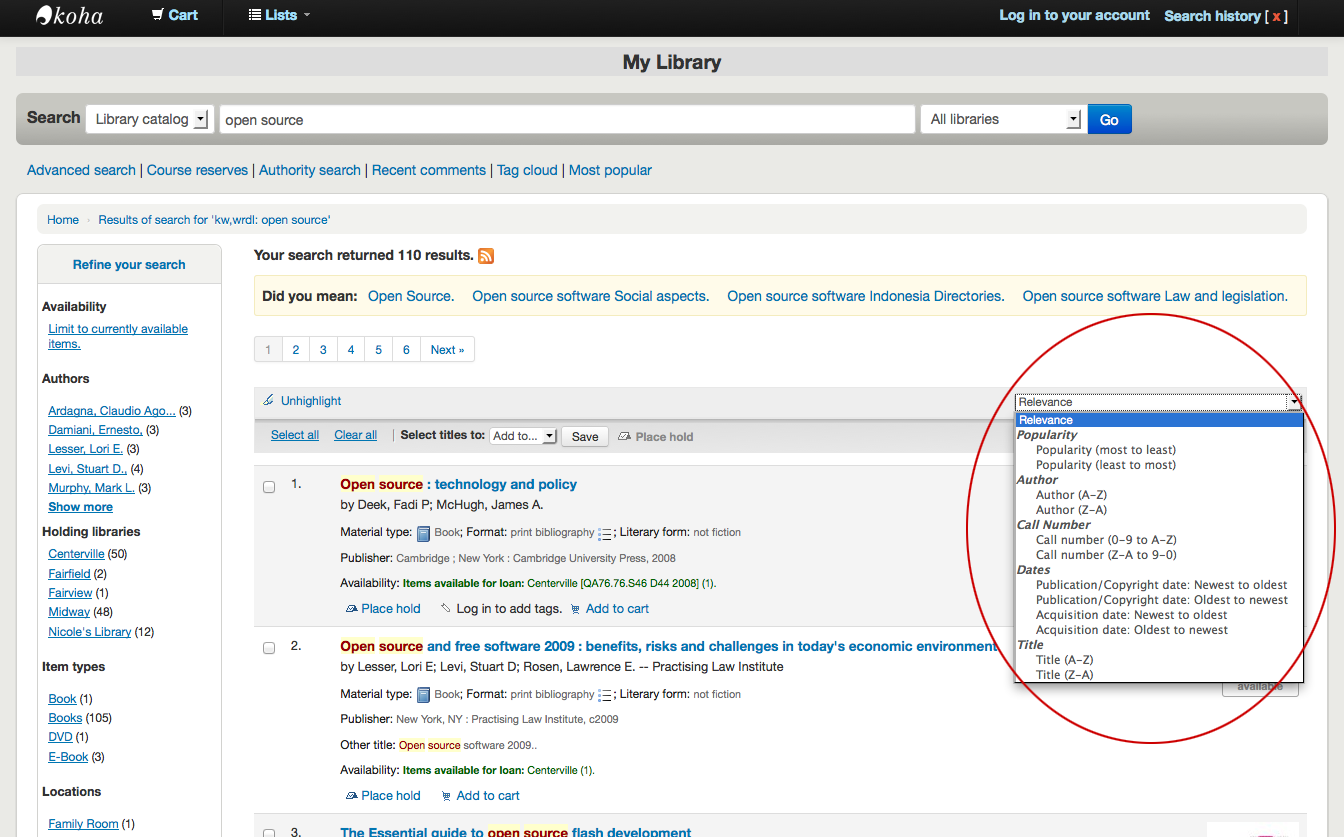 koha Cart Lists Log in to your account Search history [ x ]
My Library
Search Library catalog open source All libraries Go
Advanced search | Course reserves | Authority search | Recent comments | Tag cloud | Most popular
Home › Results of search for 'kw,wrdl: open source'
Refine your search
Availability
Limit to currently available
items.
Authors
Ardagna, Claudio Ago... (3)
Damiani, Ernesto, (3)
Lesser, Lori E. (3)
Levi, Stuart D., (4)
Murphy, Mark L. (3)
Show more
Holding libraries
Centerville (50)
Fairfield (2)
Fairview (1)
Midway (48)
Nicole's Library (12)
Item types
Book (1)
Books (105)
DVD (1)
E-Book (3)
Locations
Family Room (1)
Your search returned 110 results.
Did you mean: Open Source. Open source software Social aspects. Open source software Indonesia Directories. Open source software Law and legislation.
1 2 3 4 5 6 Next »
Unhighlight
Select all Clear all | Select titles to: Add to... Save Place hold
Relevance
Relevance
Popularity
Popularity (most to least)
Popularity (least to most)
Author
Author (A-Z)
Author (Z-A)
Call Number
Call number (0-9 to A-Z)
Call number (Z-A to 9-0)
Dates
Publication/Copyright date: Newest to oldest
Publication/Copyright date: Oldest to newest
Acquisition date: Newest to oldest
Acquisition date: Oldest to newest
Title
Title (A-Z)
Title (Z-A)
1. Open source : technology and policy
by Deek, Fadi P; McHugh, James A.
Material type: Book; Format: print bibliography ; Literary form: not fiction
Publisher: Cambridge ; New York : Cambridge University Press, 2008
Availability: Items available for loan: Centerville [QA76.76.S46 D44 2008] (1).
Place hold Log in to add tags. Add to cart
2. Open source and free software 2009 : benefits, risks and challenges in today's economic environment
by Lesser, Lori E; Levi, Stuart D; Rosen, Lawrence E. -- Practising Law Institute
available
Material type: Book; Format: print bibliography ; Literary form: not fiction
Publisher: New York, NY : Practising Law Institute, c2009
Other title: Open source software 2009..
Availability: Items available for loan: Centerville (1).
Place hold Add to cart
3. The Essential guide to open source flash development